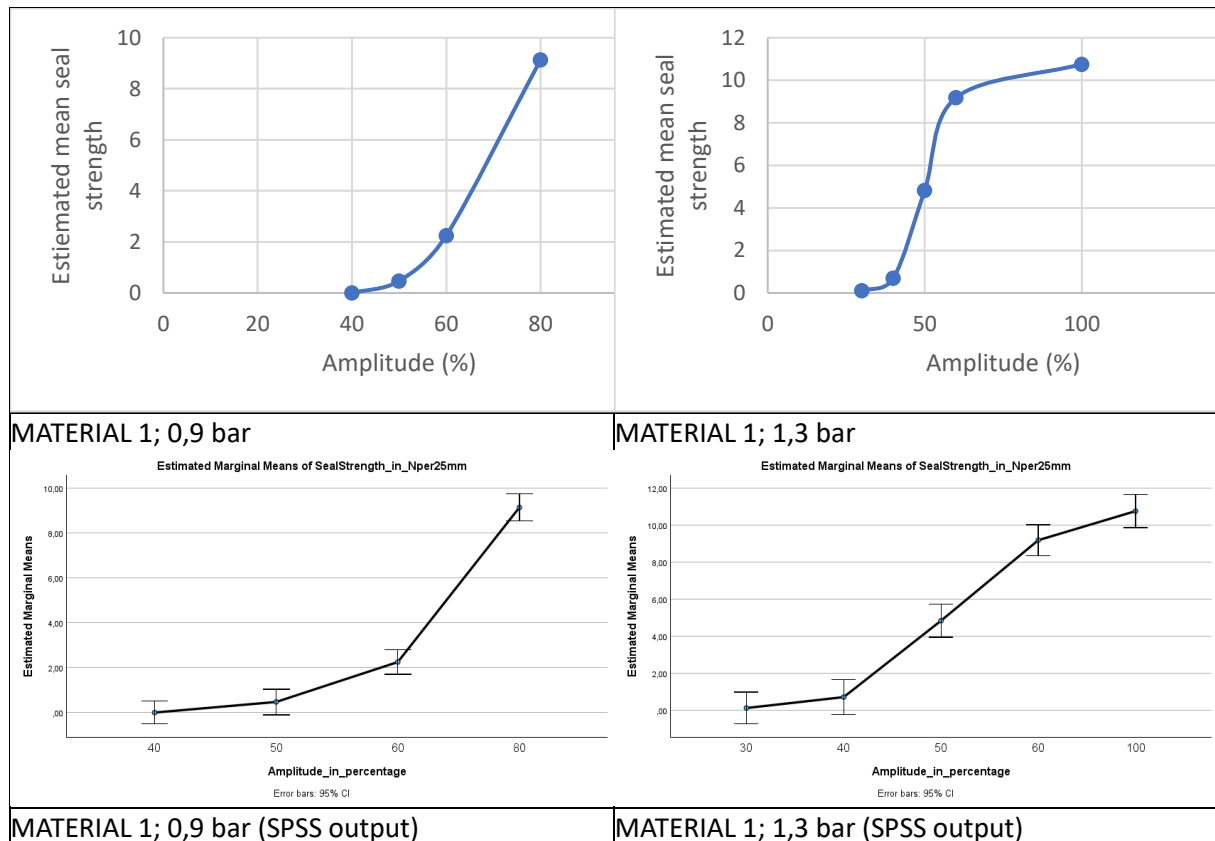 Estiemated mean seal
strength
10
8
6
4
2
0
0
20
40
60
80
Amplitude (%)
Estimated mean seal
strength
12
10
8
6
4
2
0
0
50
100
Amplitude (%)
MATERIAL 1; 0,9 bar
MATERIAL 1; 1,3 bar
Estimated Marginal Means of SealStrength_in_Nper25mm
Estimated Marginal Means
10,00
8,00
6,00
4,00
2,00
,00
40
50
60
80
Amplitude_in_percentage
Error bars: 95% CI
Estimated Marginal Means of SealStrength_in_Nper25mm
Estimated Marginal Means
12,00
10,00
8,00
6,00
4,00
2,00
,00
30
40
50
60
100
Amplitude_in_percentage
Error bars: 95% CI
MATERIAL 1; 0,9 bar (SPSS output)
MATERIAL 1; 1,3 bar (SPSS output)